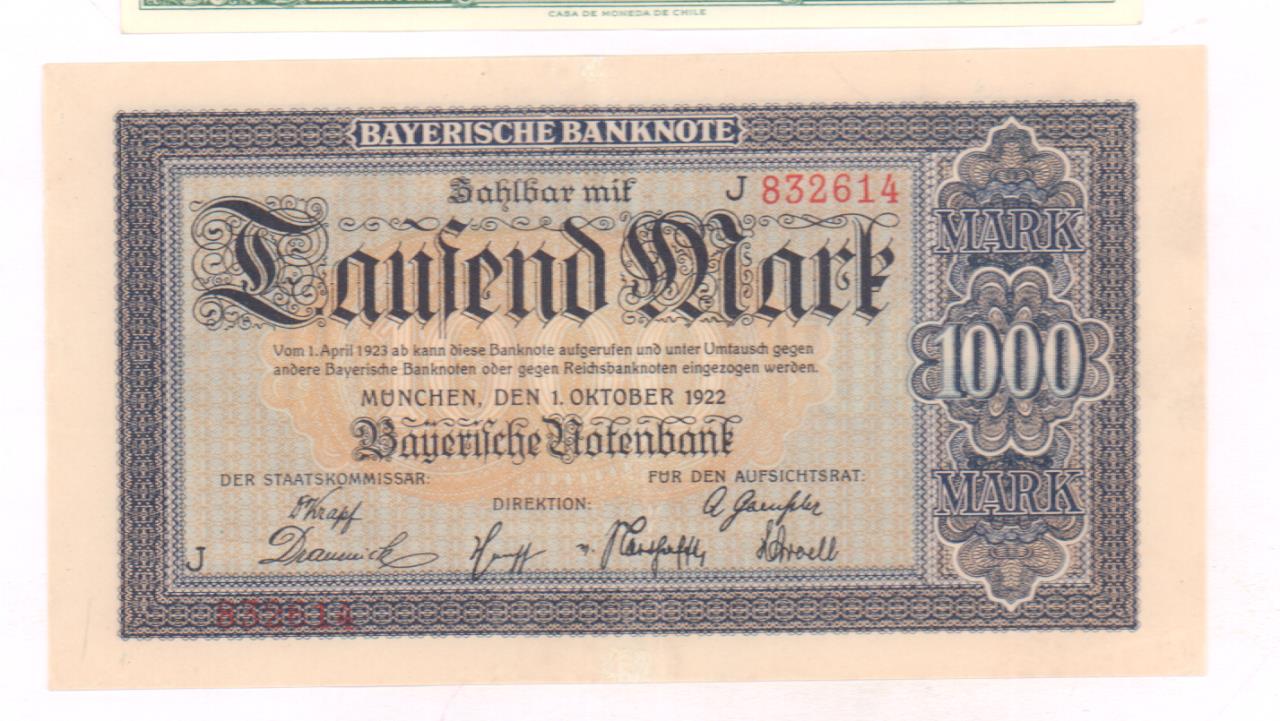 CASA DE MONEDA DE CHILE
BAYERISCHE BANKNOTE
Zahlbar mit J 832614
Tausend Mark
MARK
1000
MARK
Vom 1. April 1923 ab kann diese Banknote aufgerufen und unter Umtausch gegen
andere Bayerische Banknoten oder gegen Reichsbanknoten eingezogen werden.
MÜNCHEN, DEN 1. OKTOBER 1922
Bayerische Notenbank
DER STAATSKOMMISSAR: FÜR DEN AUFSICHTSRAT:
DIREKTION:
J
832614